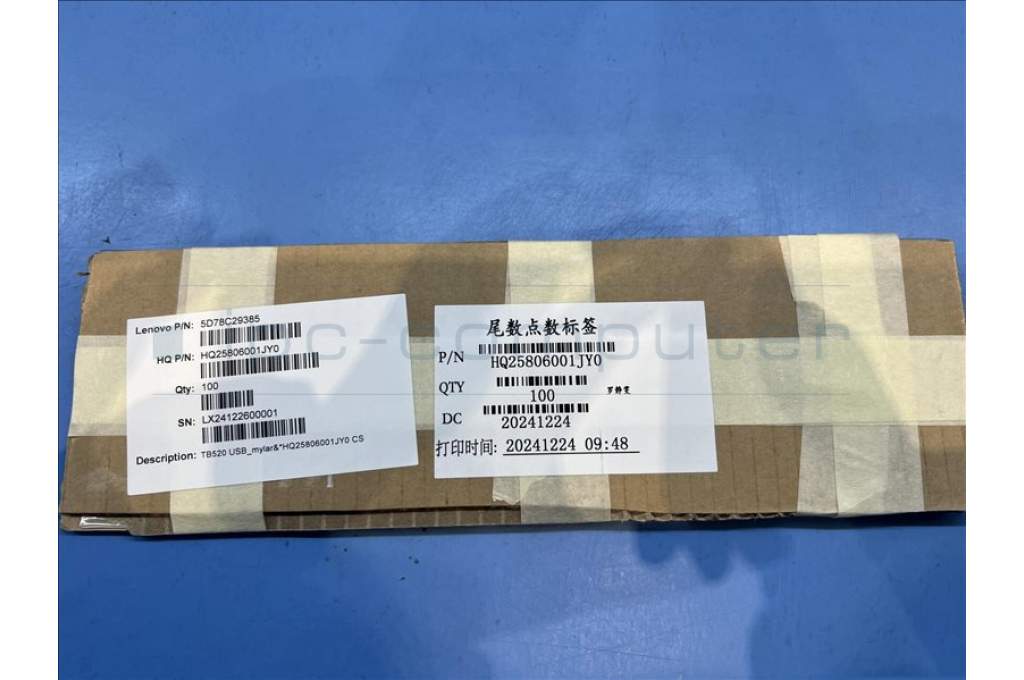 Lenovo P/N: 5D78C29385
HQ P/N: HQ25806001JY0
Qty: 100
SN: LX24122600001
Description: TB520 USB_mylar&*HQ25806001JY0 CS
尾数点数标签
P/N HQ25806001JY0
QTY 100
DC 20241224
打印时间: 20241224 09:48